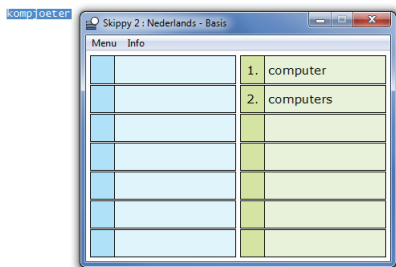 kompjoeter
Skippy 2 : Nederlands - Basis
Menu Info
1. computer
2. computers